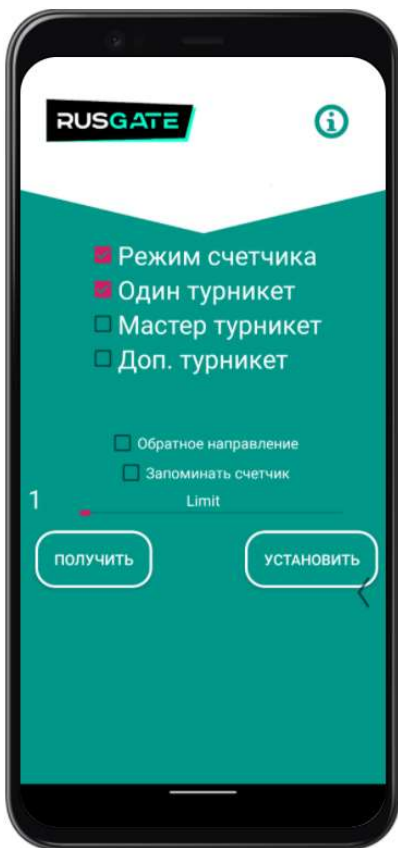 RUSGATE
Режим счетчика
Один турникет
Мастер турникет
Доп. турникет
Обратное направление
Запоминать счетчик
1
Limit
ПОЛУЧИТЬ
УСТАНОВИТЬ